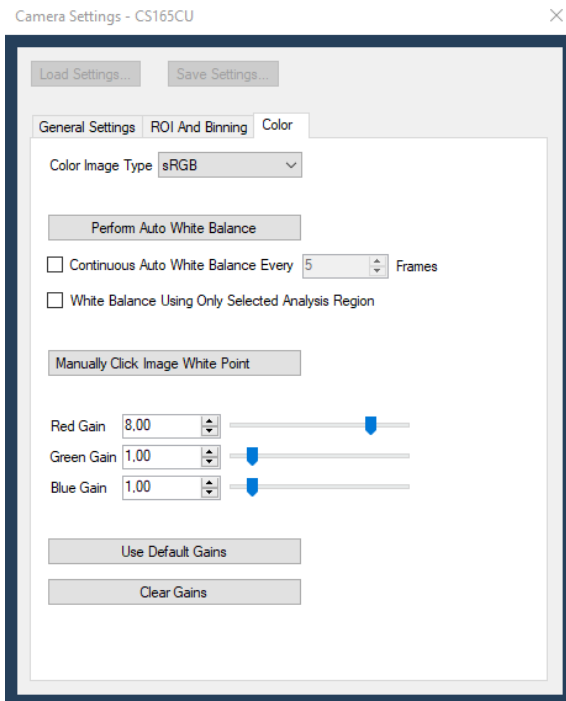 Camera Settings - CS165CU
Load Settings... Save Settings...
General Settings ROI And Binning Color
Color Image Type sRGB
Perform Auto White Balance
Continuous Auto White Balance Every 5 Frames
White Balance Using Only Selected Analysis Region
Manually Click Image White Point
Red Gain 8,00
Green Gain 1,00
Blue Gain 1,00
Use Default Gains
Clear Gains